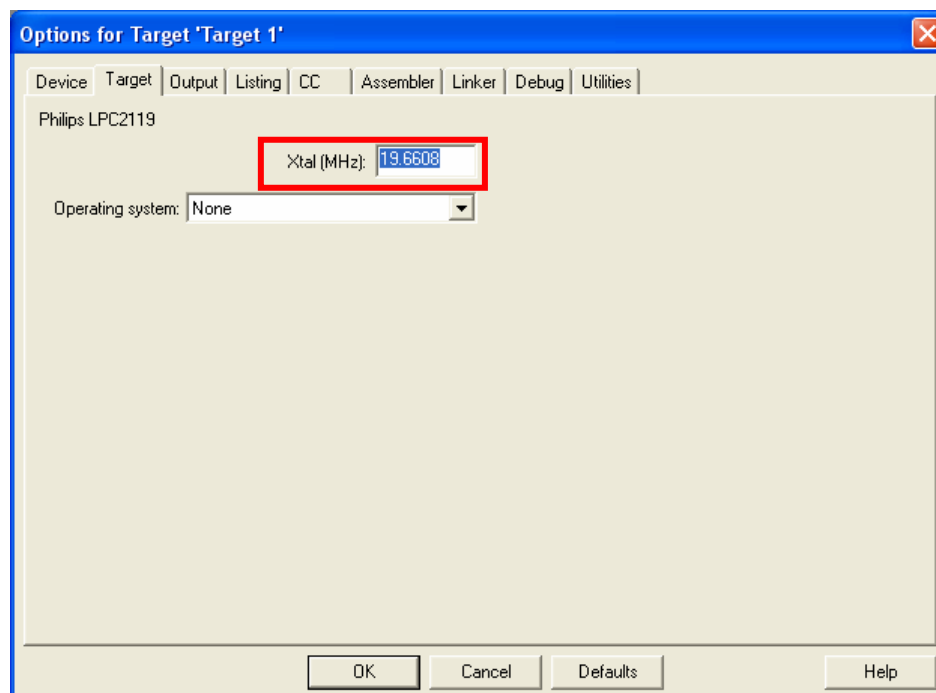 Options for Target 'Target 1'
Device Target Output Listing CC Assembler Linker Debug Utilities
Philips LPC2119
Xtal (MHz): 19.6608
Operating system: None
OK Cancel Defaults Help